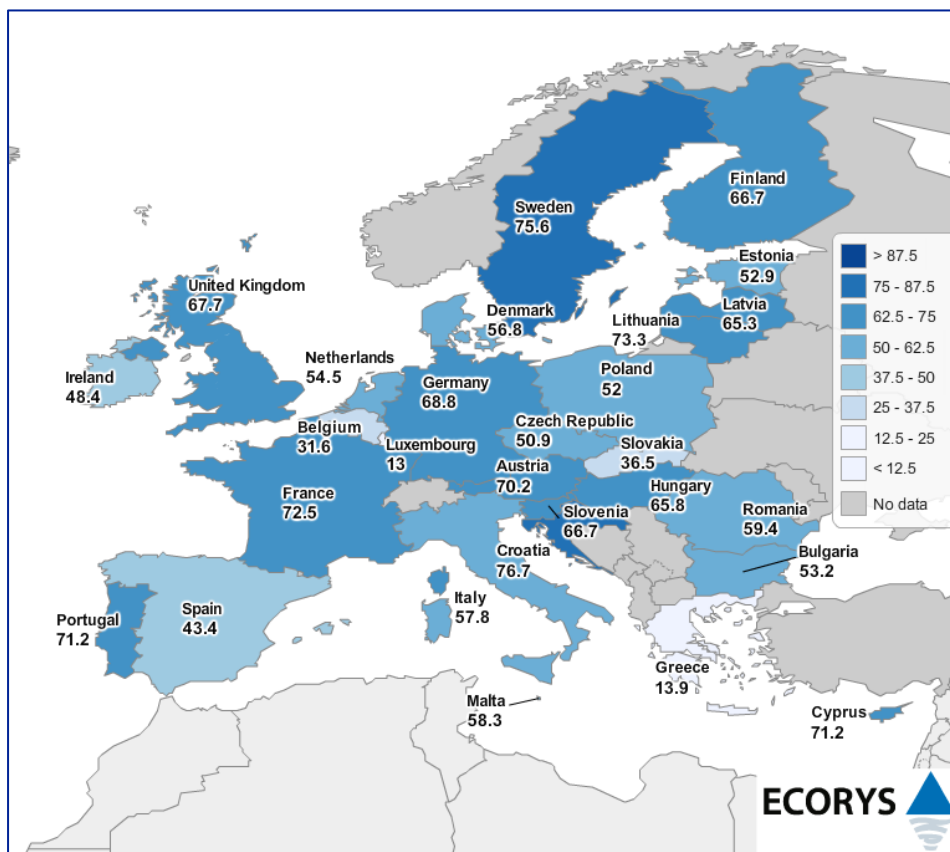 Finland
66.7
Sweden
75.6
Estonia
52.9
United Kingdom
67.7
Denmark
56.8
Latvia
65.3
Lithuania
73.3
Netherlands
54.5
Ireland
48.4
Germany
68.8
Poland
52
Belgium
31.6
Luxembourg
13
Czech Republic
50.9
Slovakia
36.5
Austria
70.2
France
72.5
Hungary
65.8
Slovenia
66.7
Romania
59.4
Croatia
76.7
Bulgaria
53.2
Italy
57.8
Portugal
71.2
Spain
43.4
Greece
13.9
Malta
58.3
Cyprus
71.2
> 87.5
75 - 87.5
62.5 - 75
50 - 62.5
37.5 - 50
25 - 37.5
12.5 - 25
< 12.5
No data
ECORYS